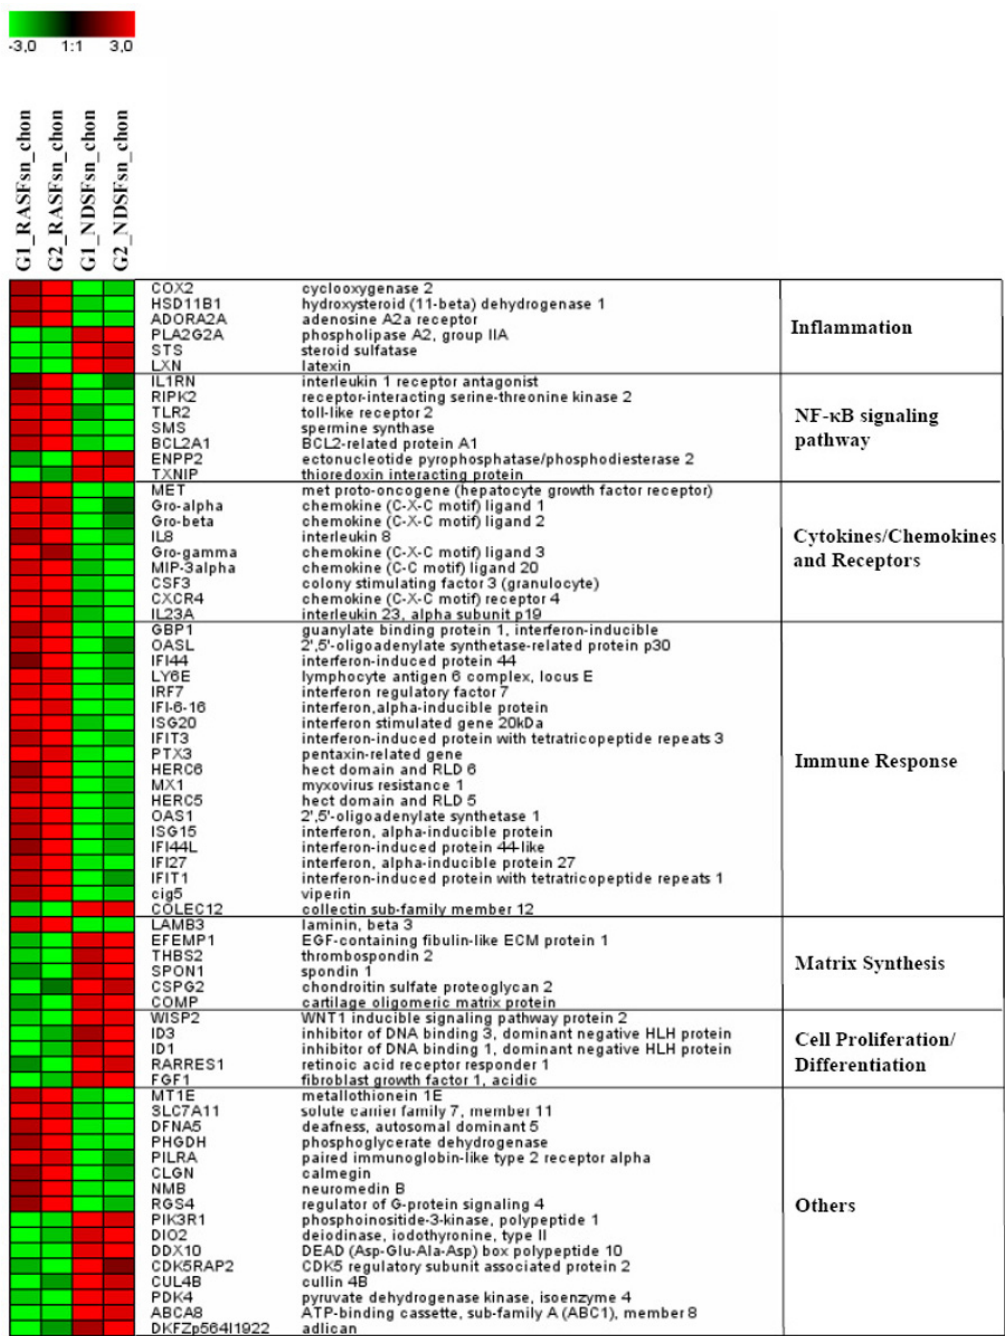 -3,0 1:1 3,0
G1_RASFsn_chon
G2_RASFsn_chon
G1_NDSFsn_chon
G2_NDSFsn_chon
COX2 cyclooxygenase 2
HSD11B1 hydroxysteroid (11-beta) dehydrogenase 1
ADORA2A adenosine A2a receptor
PLA2G2A phospholipase A2, group IIA
STS steroid sulfatase
LXN latexin
Inflammation
IL1RN interleukin 1 receptor antagonist
RIPK2 receptor-interacting serine-threonine kinase 2
TLR2 toll-like receptor 2
SMS spermine synthase
BCL2A1 BCL2-related protein A1
ENPP2 ectonucleotide pyrophosphatase/phosphodiesterase 2
TXNIP thioredoxin interacting protein
NF-κB signaling
pathway
MET met proto-oncogene (hepatocyte growth factor receptor)
Gro-alpha chemokine (C-X-C motif) ligand 1
Gro-beta chemokine (C-X-C motif) ligand 2
IL8 interleukin 8
Gro-gamma chemokine (C-X-C motif) ligand 3
MIP-3alpha chemokine (C-C motif) ligand 20
CSF3 colony stimulating factor 3 (granulocyte)
CXCR4 chemokine (C-X-C motif) receptor 4
IL23A interleukin 23, alpha subunit p19
Cytokines/Chemokines
and Receptors
GBP1 guanylate binding protein 1, interferon-inducible
OASL 2',5'-oligoadenylate synthetase-related protein p30
IFI44 interferon-induced protein 44
LY6E lymphocyte antigen 6 complex, locus E
IRF7 interferon regulatory factor 7
IFI-6-16 interferon,alpha-inducible protein
ISG20 interferon stimulated gene 20kDa
IFIT3 interferon-induced protein with tetratricopeptide repeats 3
PTX3 pentaxin-related gene
HERC6 hect domain and RLD 6
MX1 myxovirus resistance 1
HERC5 hect domain and RLD 5
OAS1 2',5'-oligoadenylate synthetase 1
ISG15 interferon, alpha-inducible protein
IFI44L interferon-induced protein 44-like
IFI27 interferon, alpha-inducible protein 27
IFIT1 interferon-induced protein with tetratricopeptide repeats 1
cig5 viperin
COLEC12 collectin sub-family member 12
Immune Response
LAMB3 laminin, beta 3
EFEMP1 EGF-containing fibulin-like ECM protein 1
THBS2 thrombospondin 2
SPON1 spondin 1
CSPG2 chondroitin sulfate proteoglycan 2
COMP cartilage oligomeric matrix protein
Matrix Synthesis
WISP2 WNT1 inducible signaling pathway protein 2
ID3 inhibitor of DNA binding 3, dominant negative HLH protein
ID1 inhibitor of DNA binding 1, dominant negative HLH protein
RARRES1 retinoic acid receptor responder 1
FGF1 fibroblast growth factor 1, acidic
Cell Proliferation/
Differentiation
MT1E metallothionein 1E
SLC7A11 solute carrier family 7, member 11
DFNA5 deafness, autosomal dominant 5
PHGDH phosphoglycerate dehydrogenase
PILRA paired immunoglobin-like type 2 receptor alpha
CLGN calmegin
NMB neuromedin B
RGS4 regulator of G-protein signaling 4
PIK3R1 phosphoinositide-3-kinase, polypeptide 1
DIO2 deiodinase, iodothyronine, type II
DDX10 DEAD (Asp-Glu-Ala-Asp) box polypeptide 10
CDK5RAP2 CDK5 regulatory subunit associated protein 2
CUL4B cullin 4B
PDK4 pyruvate dehydrogenase kinase, isoenzyme 4
ABCA8 ATP-binding cassette, sub-family A (ABC1), member 8
DKFZp564I1922 adlican
Others